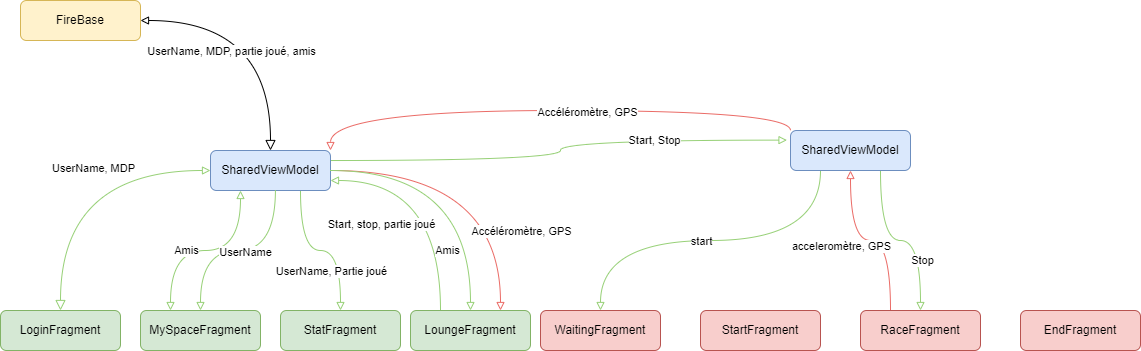 FireBase
UserName, MDP, partie joué, amis
Accéléromètre, GPS
Start, Stop
SharedViewModel
SharedViewModel
UserName, MDP
Start, stop, partie joué
Accéléromètre, GPS
start
acceleromètre, GPS
Amis
UserName
Amis
Stop
UserName, Partie joué
LoginFragment
MySpaceFragment
StatFragment
LoungeFragment
WaitingFragment
StartFragment
RaceFragment
EndFragment